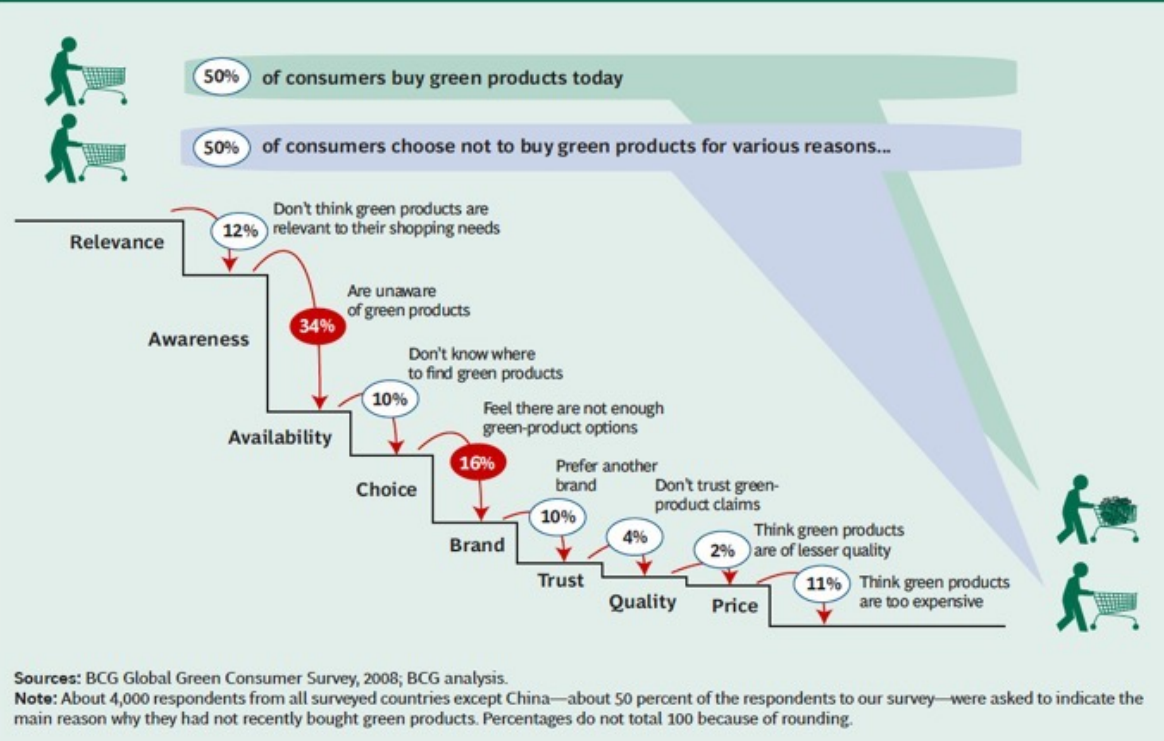 50% of consumers buy green products today
50% of consumers choose not to buy green products for various reasons...
Relevance
12%
Don't think green products are
relevant to their shopping needs
Awareness
34%
Are unaware
of green products
Availability
10%
Don't know where
to find green products
Choice
16%
Feel there are not enough
green-product options
Brand
10%
Prefer another
brand
Trust
4%
Don't trust green-
product claims
Quality
2%
Think green products
are of lesser quality
Price
11%
Think green products
are too expensive
Sources: BCG Global Green Consumer Survey, 2008; BCG analysis.
Note: About 4,000 respondents from all surveyed countries except China—about 50 percent of the respondents to our survey—were asked to indicate the
main reason why they had not recently bought green products. Percentages do not total 100 because of rounding.